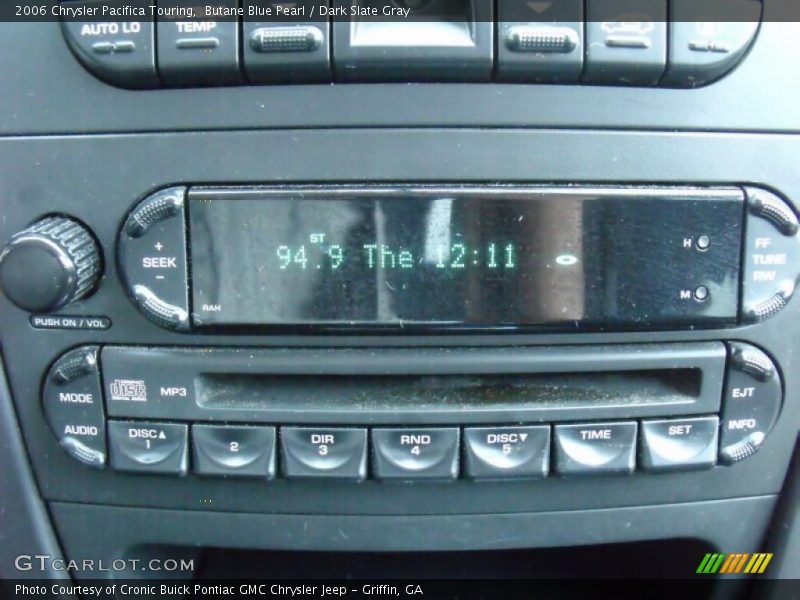 2006 Chrysler Pacifica Touring, Butane Blue Pearl / Dark Slate Gray
AUTO LO
TEMP
+
SEEK
-
ST
94.9 The 12:11
RAH
H
M
FF
TUNE
RW
PUSH ON / VOL
MODE
AUDIO
disc
MP3
EJT
INFO
DISC▲
1
2
DIR
3
RND
4
DISC▼
5
TIME
SET
GTCARLOT.COM
Photo Courtesy of Cronic Buick Pontiac GMC Chrysler Jeep - Griffin, GA